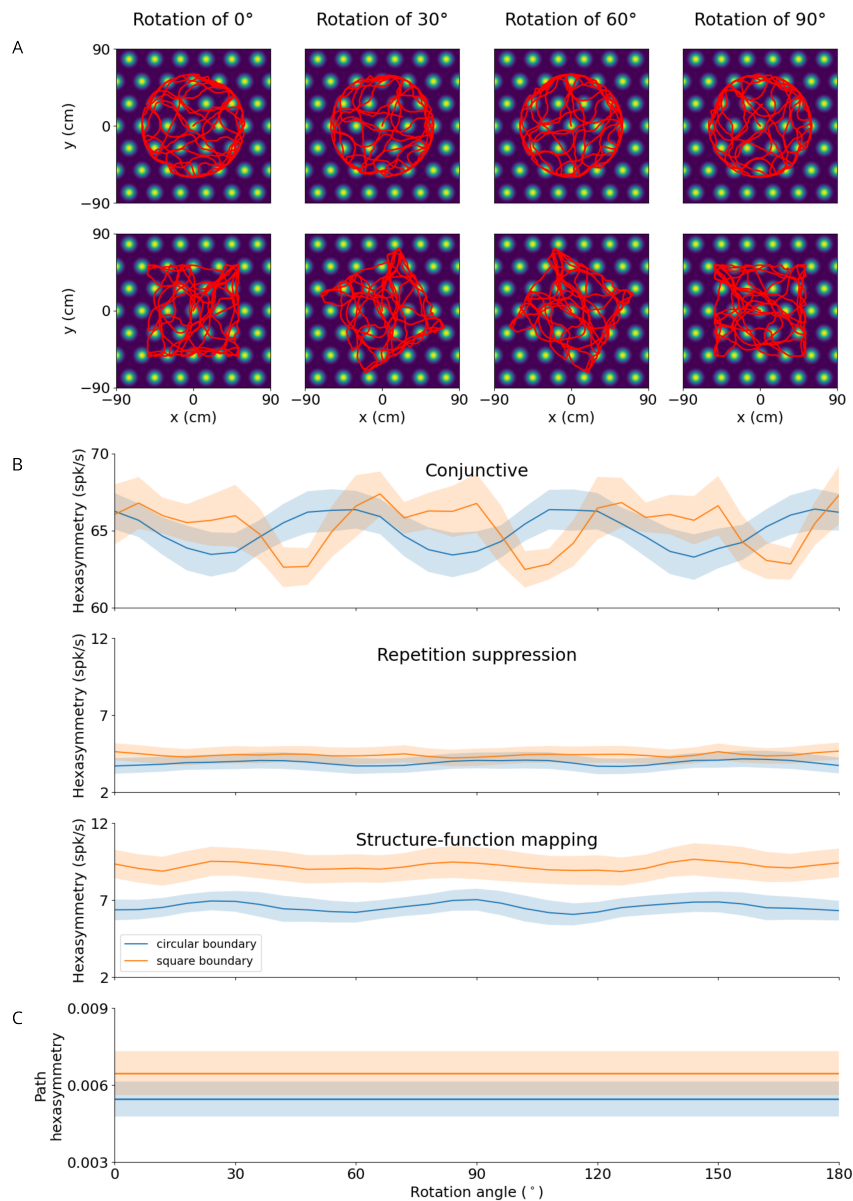 Rotation of 0° Rotation of 30° Rotation of 60° Rotation of 90°
A
90
0
−90
y (cm)
90
0
−90
y (cm)
−90 0 90 −90 0 90 −90 0 90 −90 0 90
x (cm) x (cm) x (cm) x (cm)
B
Conjunctive
70
65
60
Hexasymmetry (spk/s)
Repetition suppression
12
7
2
Hexasymmetry (spk/s)
Structure-function mapping
12
7
2
Hexasymmetry (spk/s)
circular boundary
square boundary
C
0.009
0.006
0.003
Path
hexasymmetry
0 30 60 90 120 150 180
Rotation angle (°)